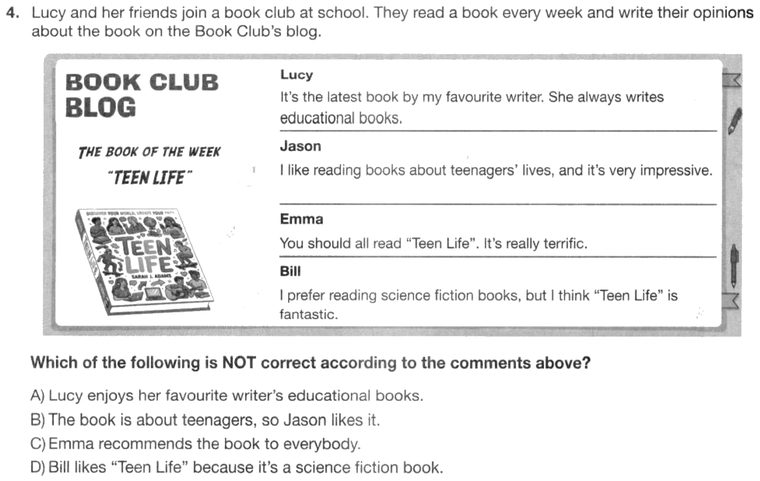 4. Lucy and her friends join a book club at school. They read a book every week and write their opinions
about the book on the Book Club's blog.
BOOK CLUB
BLOG
THE BOOK OF THE WEEK
"TEEN LIFE"
TEEN
LIFE
SARAH J. ADAMS
Lucy
It's the latest book by my favourite writer. She always writes
educational books.
Jason
I like reading books about teenagers' lives, and it's very impressive.
Emma
You should all read "Teen Life". It's really terrific.
Bill
I prefer reading science fiction books, but I think "Teen Life" is
fantastic.
Which of the following is NOT correct according to the comments above?
A) Lucy enjoys her favourite writer's educational books.
B) The book is about teenagers, so Jason likes it.
C) Emma recommends the book to everybody.
D) Bill likes "Teen Life" because it's a science fiction book.